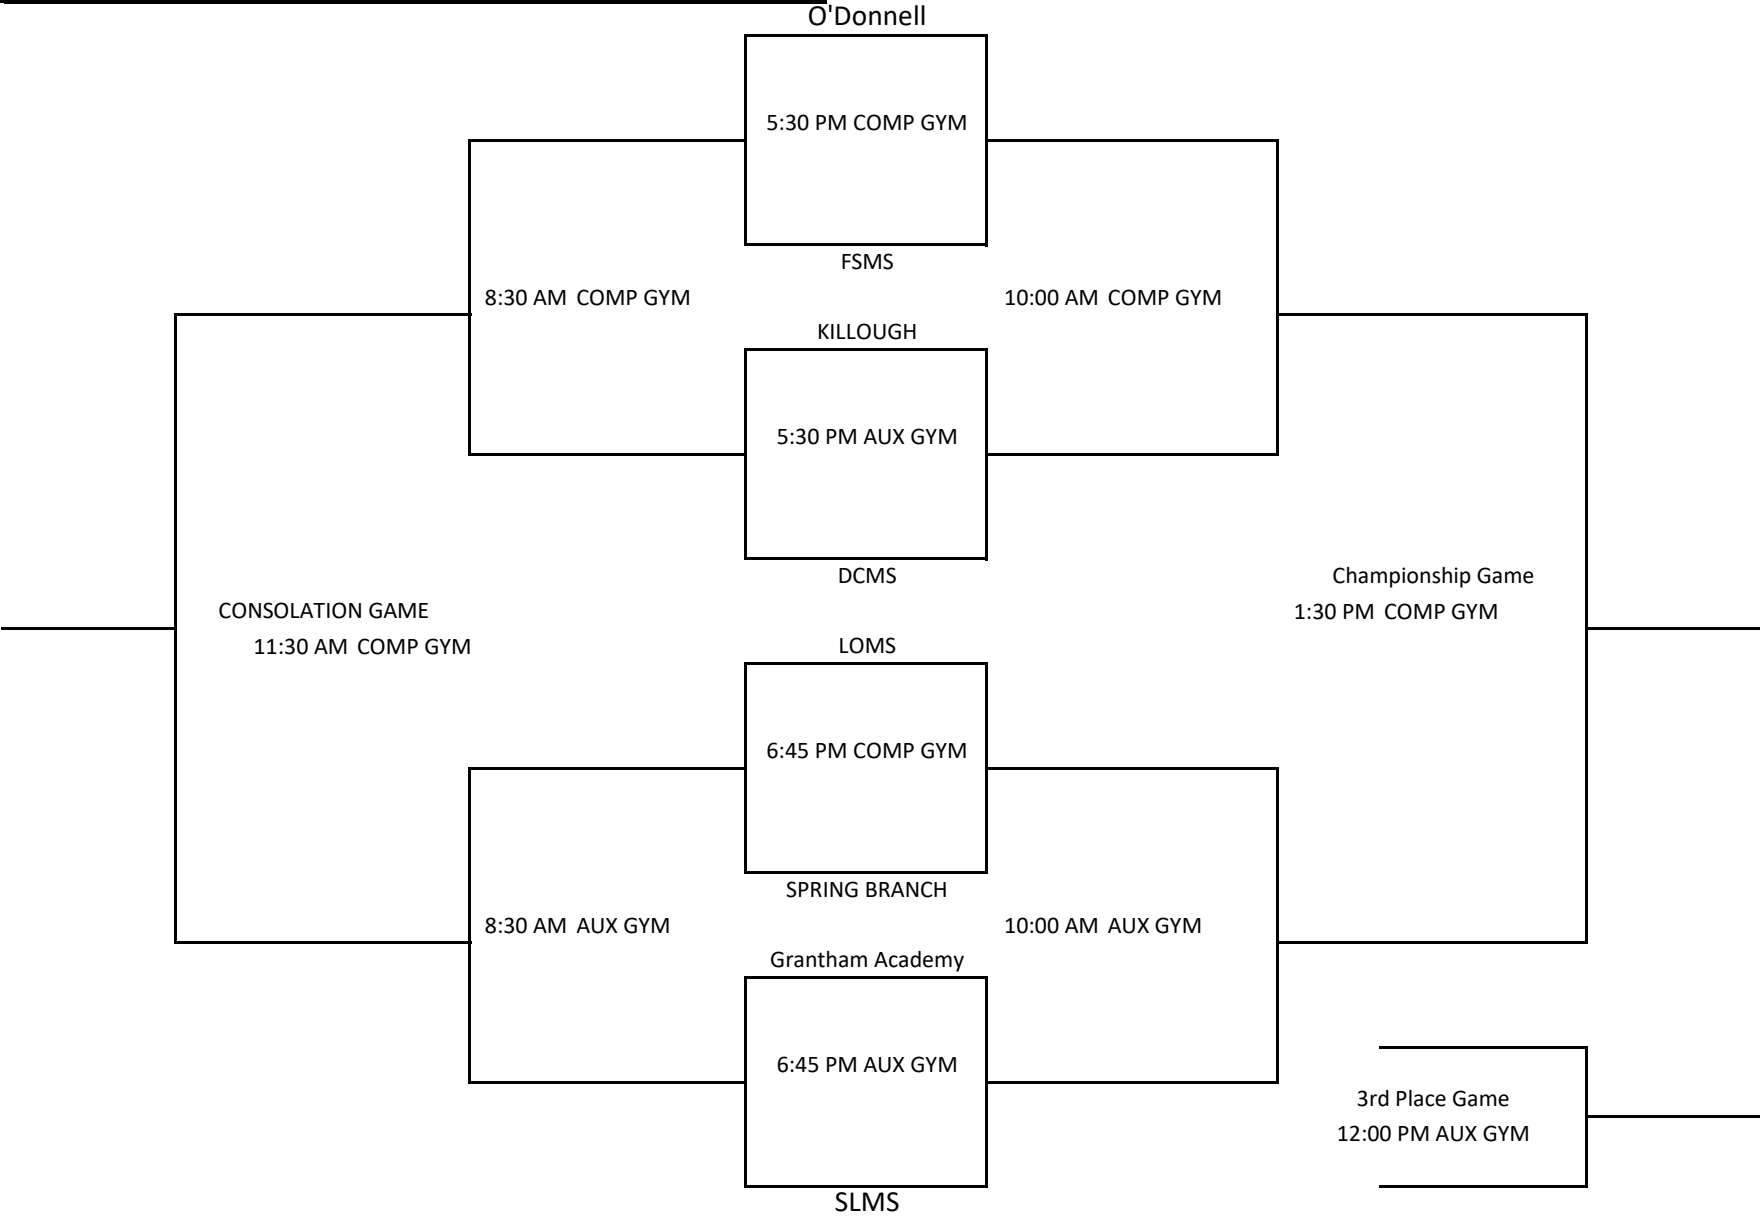 O'Donnell
5:30 PM COMP GYM
FSMS
8:30 AM COMP GYM
10:00 AM COMP GYM
KILLOUGH
5:30 PM AUX GYM
DCMS
Championship Game
1:30 PM COMP GYM
CONSOLATION GAME
11:30 AM COMP GYM
LOMS
6:45 PM COMP GYM
SPRING BRANCH
8:30 AM AUX GYM
10:00 AM AUX GYM
Grantham Academy
6:45 PM AUX GYM
3rd Place Game
12:00 PM AUX GYM
SLMS